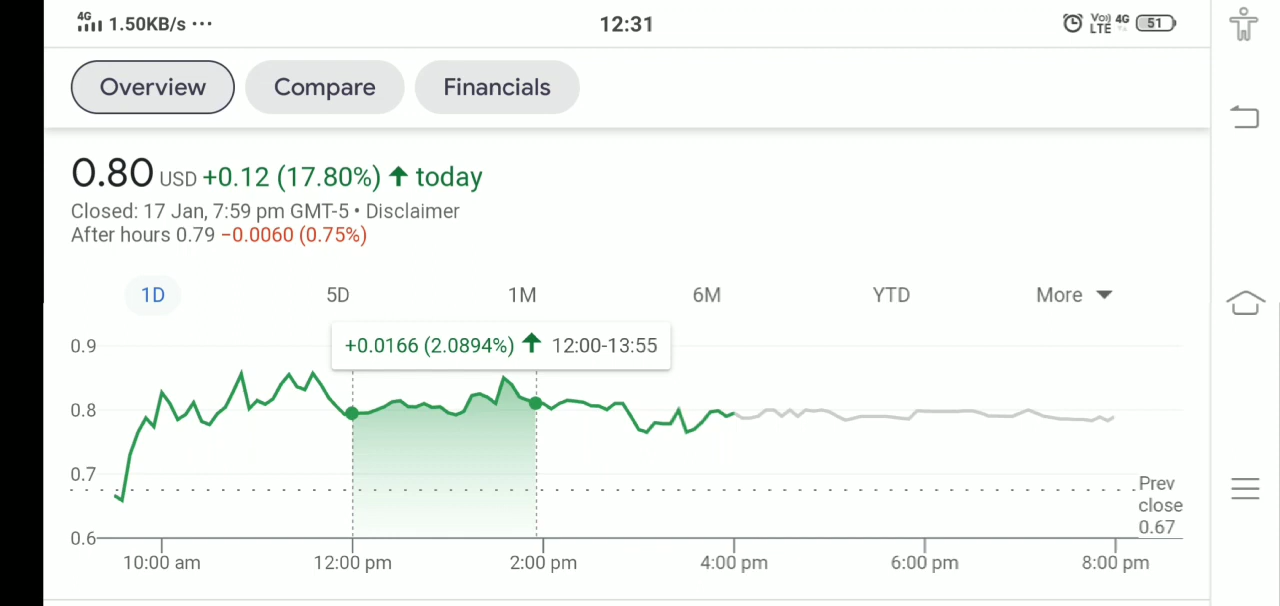 4G 1.50KB/s ··· 12:31 Vo)) LTE 4G 51
Overview Compare Financials
0.80 USD +0.12 (17.80%) ↑ today
Closed: 17 Jan, 7:59 pm GMT-5 • Disclaimer
After hours 0.79 −0.0060 (0.75%)
1D 5D 1M 6M YTD More
+0.0166 (2.0894%) ↑ 12:00-13:55
0.9
0.8
0.7
Prev
close
0.67
0.6
10:00 am 12:00 pm 2:00 pm 4:00 pm 6:00 pm 8:00 pm